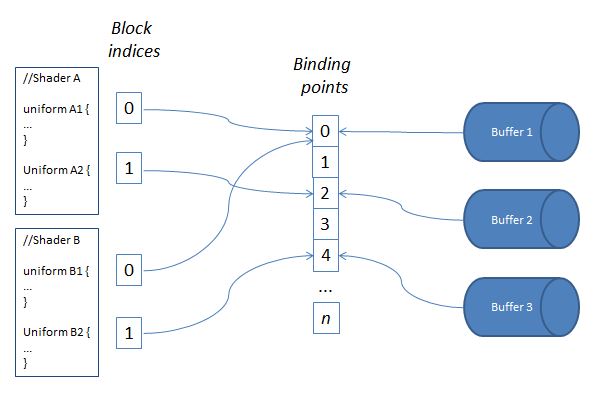 Block
indices
Binding
points
//Shader A
uniform A1 {
...
}
Uniform A2 {
...
}
0
1
//Shader B
uniform B1 {
...
}
Uniform B2 {
...
}
0
1
0
1
2
3
4
...
n
Buffer 1
Buffer 2
Buffer 3